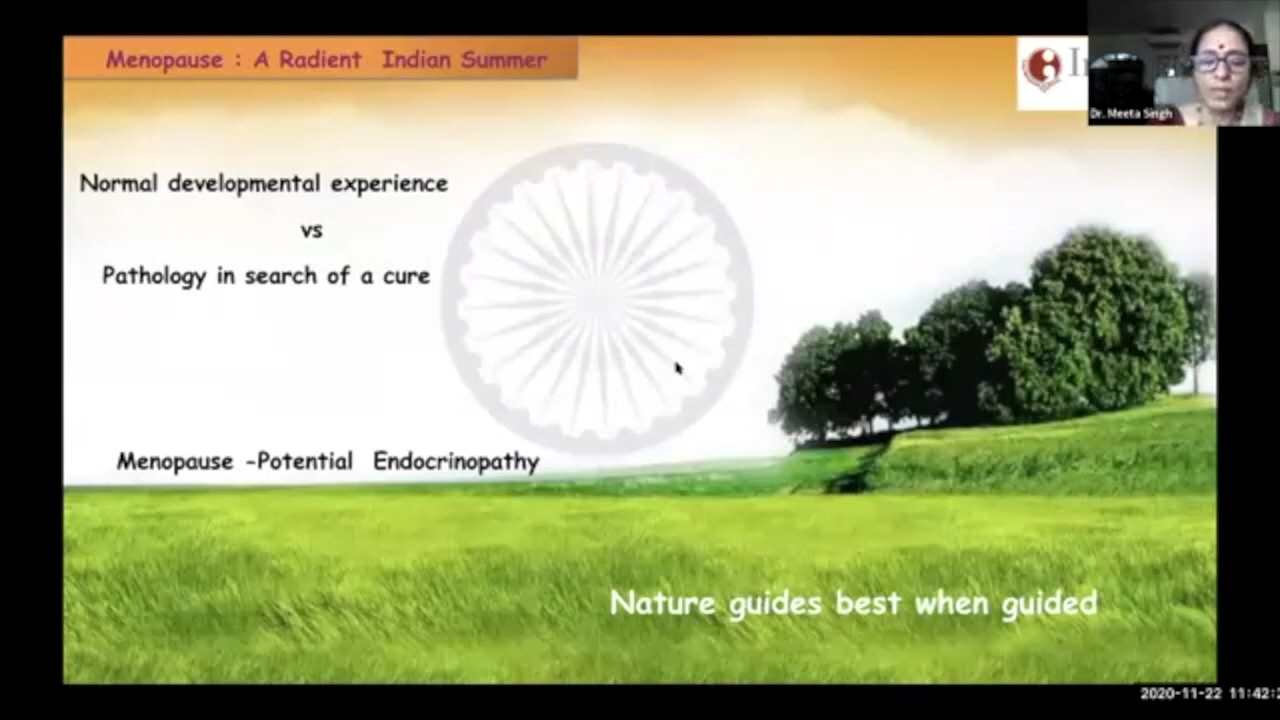 Menopause : A Radient Indian Summer
Dr. Meeta Singh
Normal developmental experience
vs
Pathology in search of a cure
Menopause -Potential Endocrinopathy
Nature guides best when guided
2020-11-22 11:42:2